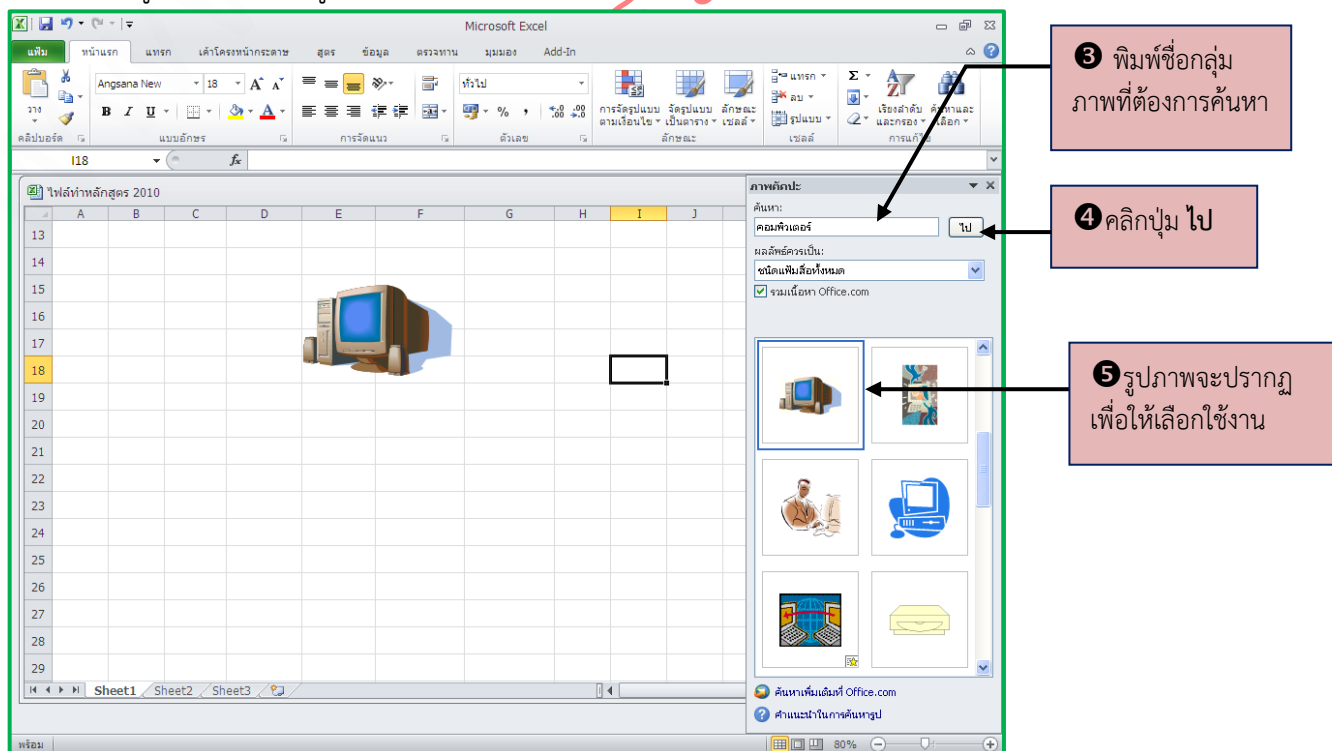 Microsoft Excel
แฟ้ม หน้าแรก แทรก เค้าโครงหน้ากระดาษ สูตร ข้อมูล ตรวจทาน มุมมอง Add-In
Angsana New 18
ทั่วไป
แทรก
ลบ
รูปแบบ
วาง
B I U
การจัดรูปแบบ จัดรูปแบบ ลักษณะ
ตามเงื่อนไข เป็นตาราง เซลล์
เรียงลำดับ ค้นหาและ
และกรอง เลือก
คลิปบอร์ด แบบอักษร การจัดแนว ตัวเลข ลักษณะ เซลล์ การแก้ไข
I18 fx
ไฟล์ทำหลักสูตร 2010
A B C D E F G H I J
13
14
15
16
17
18
19
20
21
22
23
24
25
26
27
28
29
Sheet1 Sheet2 Sheet3
พร้อม
80%
ภาพตัดปะ
ค้นหา:
คอมพิวเตอร์ ไป
ผลลัพธ์ควรเป็น:
ชนิดแฟ้มสื่อทั้งหมด
รวมเนื้อหา Office.com
ค้นหาเพิ่มเติมที่ Office.com
คำแนะนำในการค้นหารูป
❸ พิมพ์ชื่อกลุ่ม
ภาพที่ต้องการค้นหา
❹คลิกปุ่ม ไป
❺รูปภาพจะปรากฏ
เพื่อให้เลือกใช้งาน